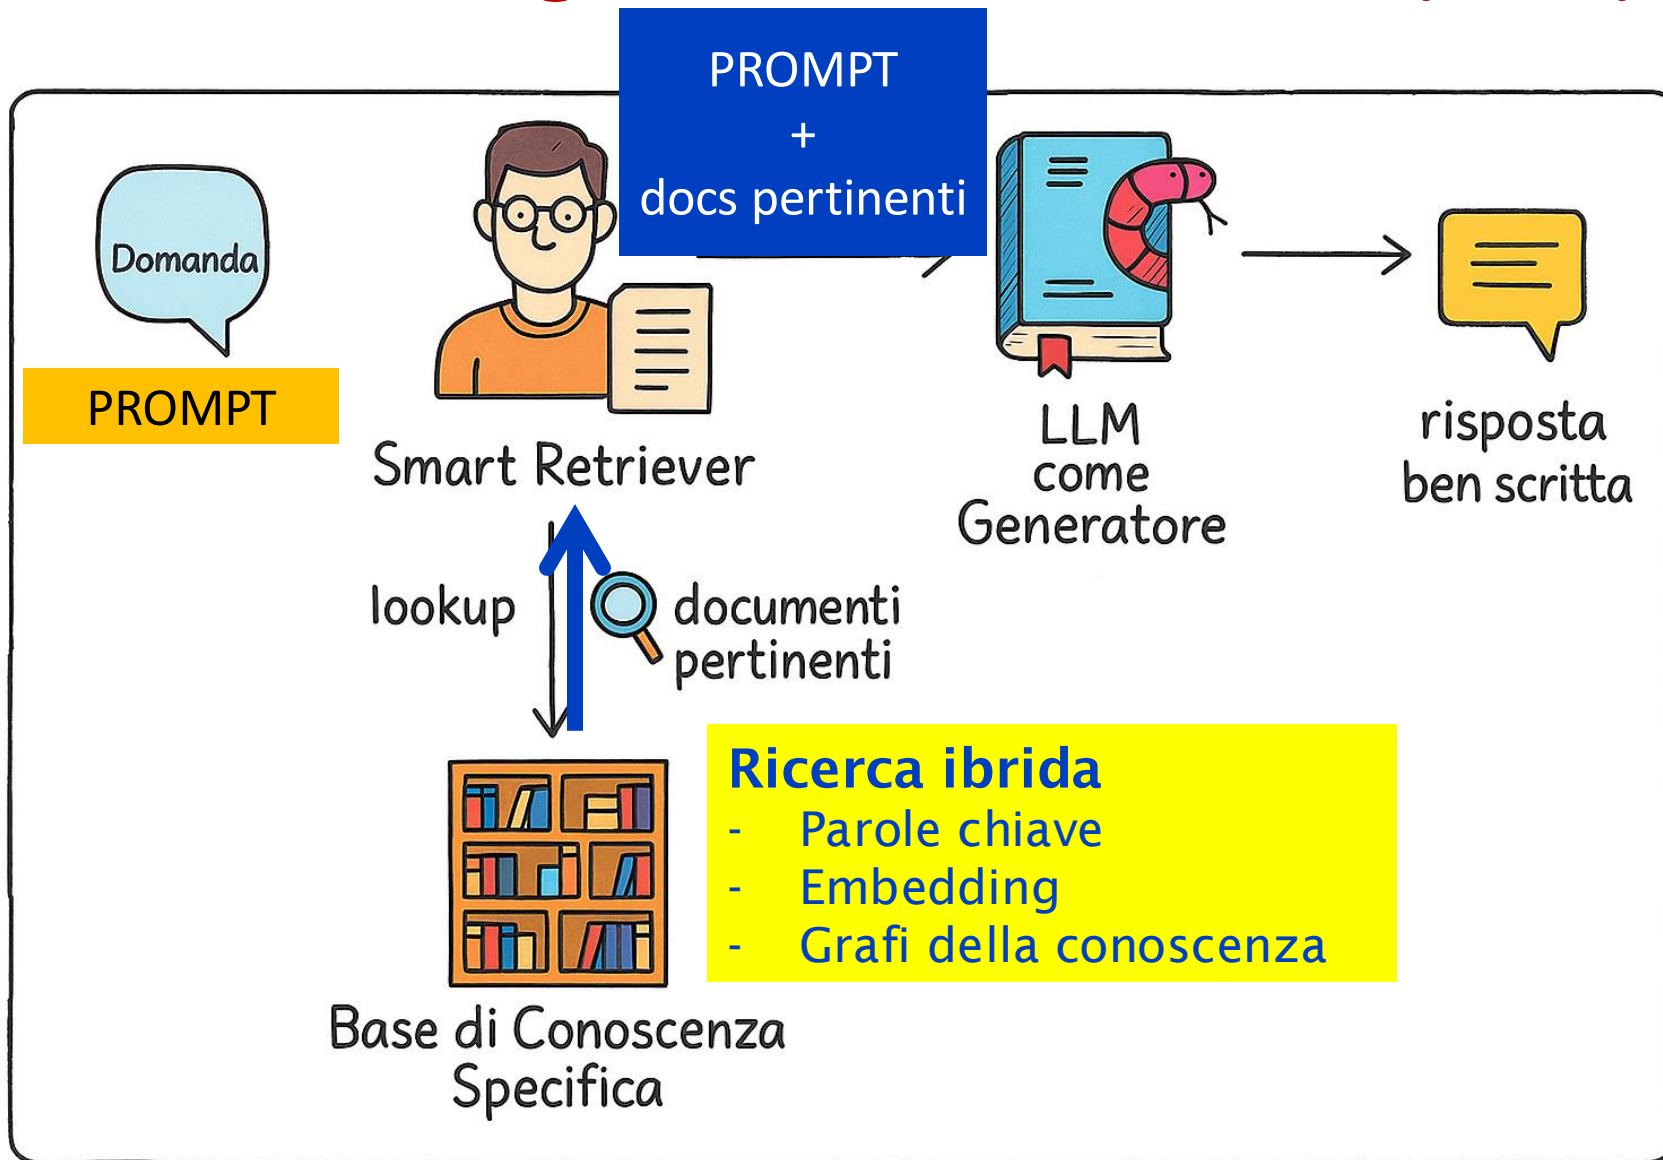 PROMPT
+
docs pertinenti
Domanda
PROMPT
Smart Retriever
LLM
come
Generatore
risposta
ben scritta
lookup
documenti
pertinenti
Ricerca ibrida
- Parole chiave
- Embedding
- Grafi della conoscenza
Base di Conoscenza
Specifica